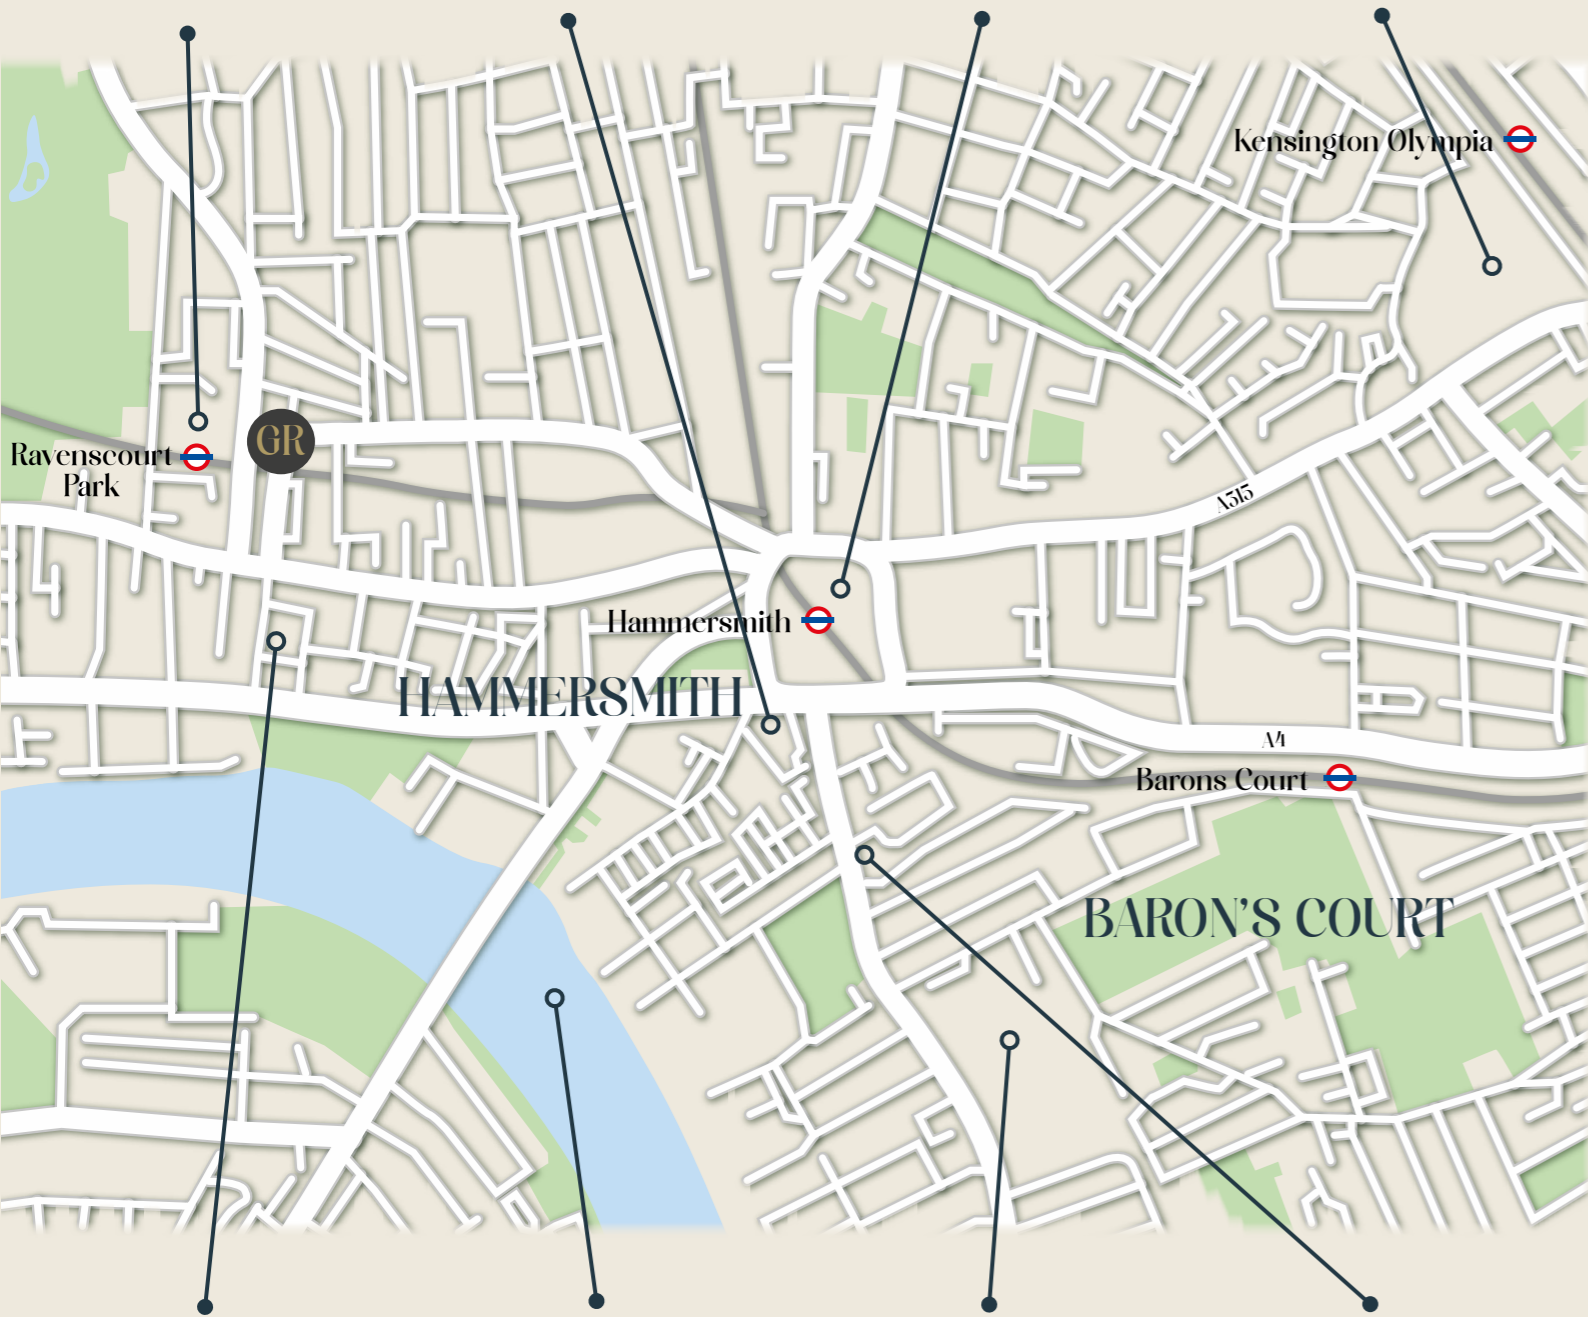 Kensington Olympia
GR
Ravenscourt
Park
A315
Hammersmith
HAMMERSMITH
A4
Barons Court
BARON'S COURT